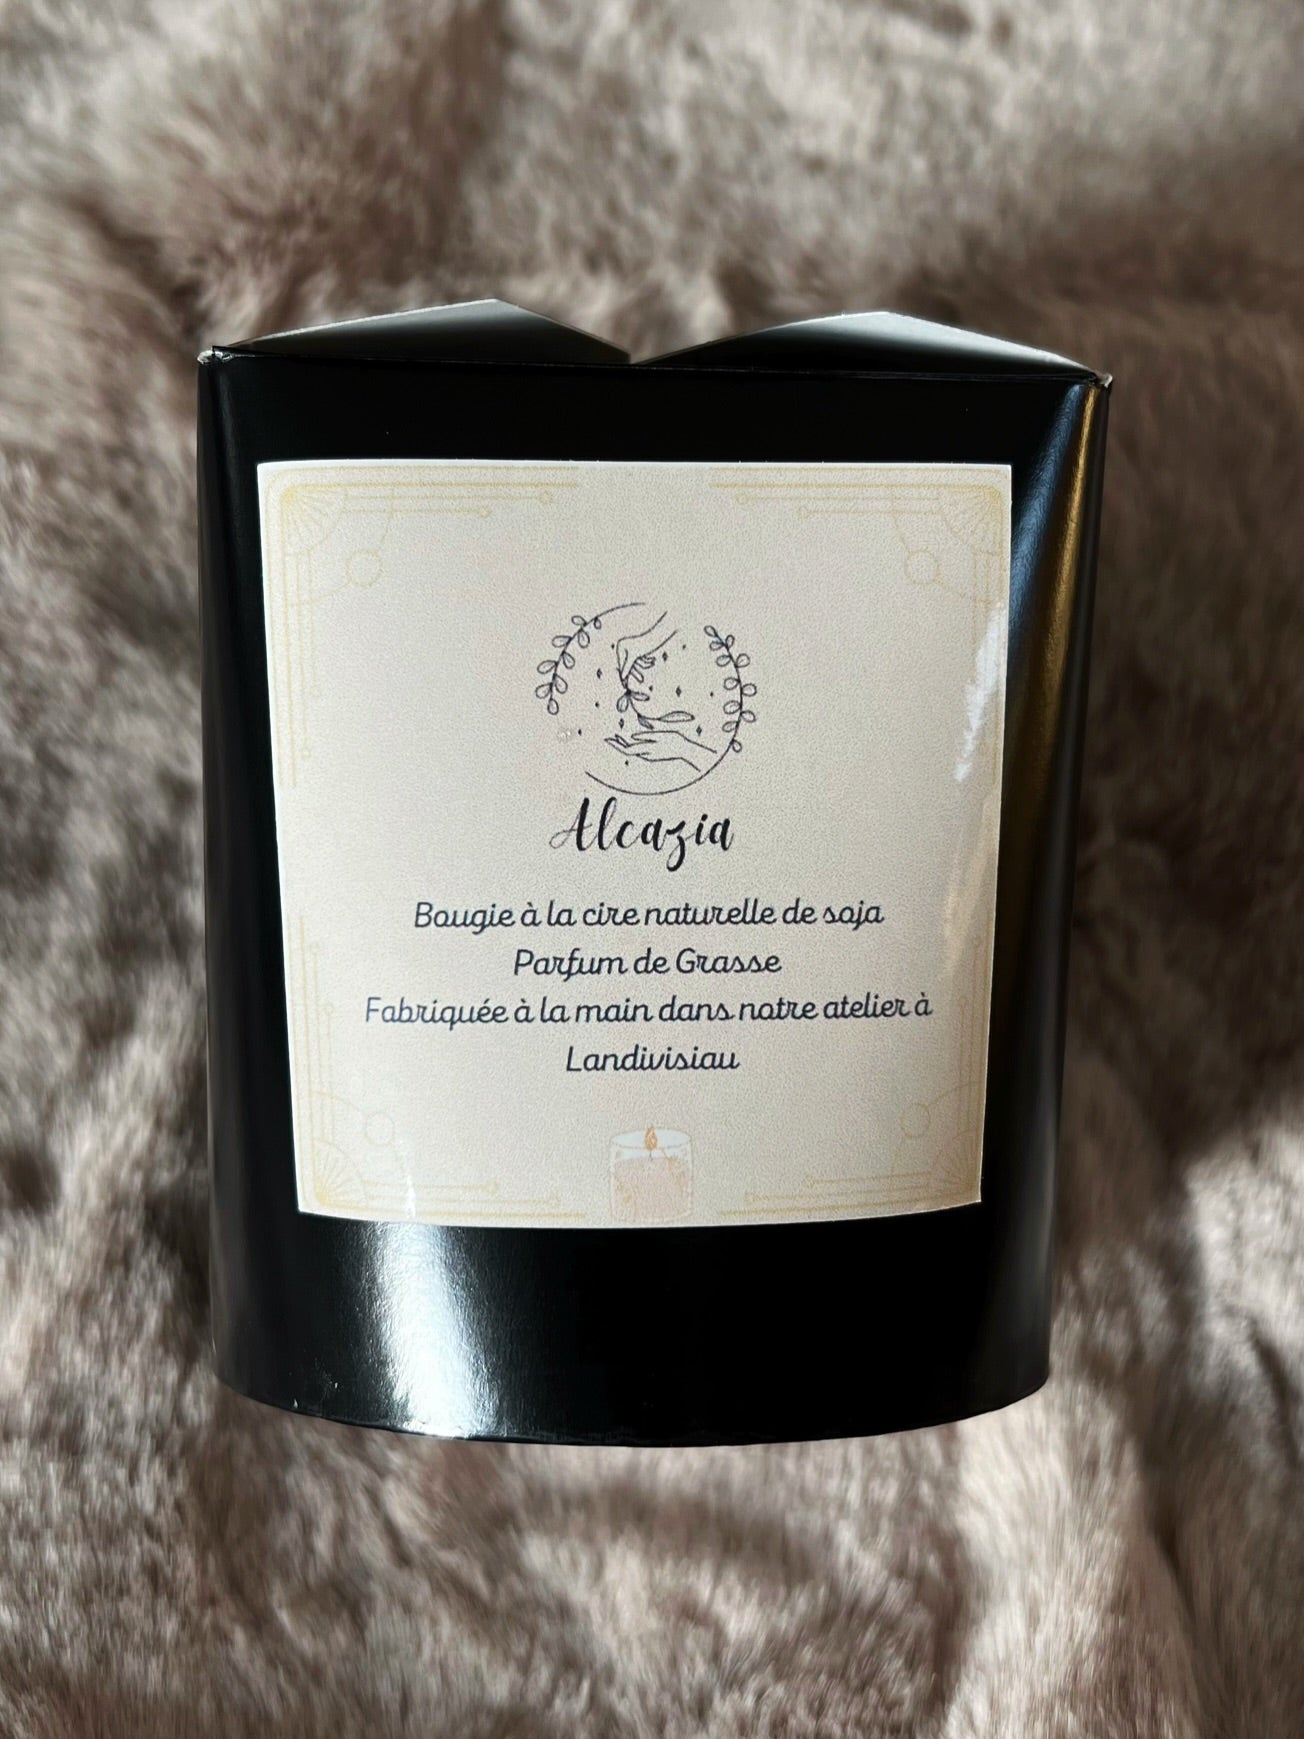 Alcazia
Bougie à la cire naturelle de soja
Parfum de Grasse
Fabriquée à la main dans notre atelier à
Landivisiau